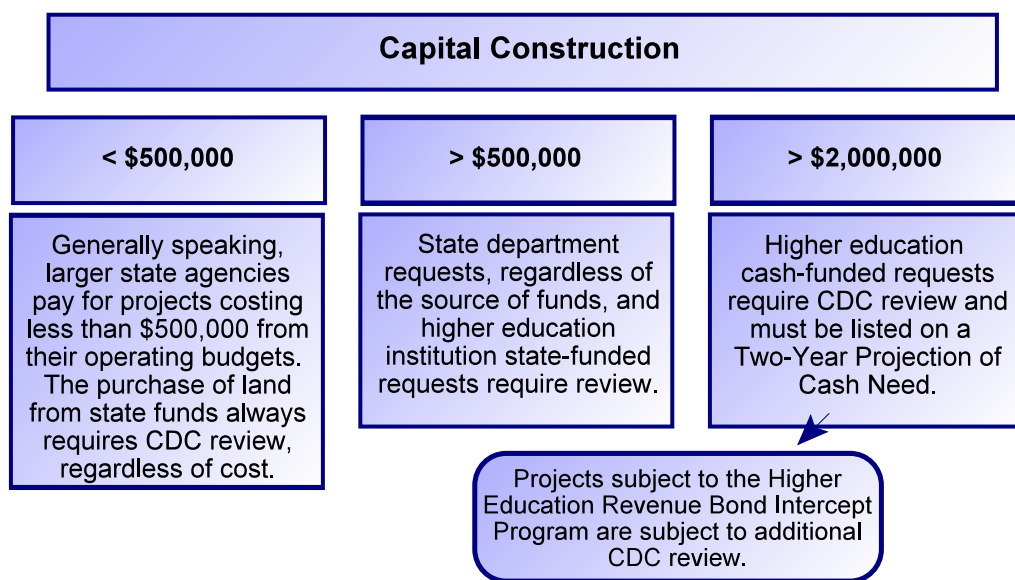 Capital Construction
< $500,000
Generally speaking,
larger state agencies
pay for projects costing
less than $500,000 from
their operating budgets.
The purchase of land
from state funds always
requires CDC review,
regardless of cost.
> $500,000
State department
requests, regardless of
the source of funds, and
higher education
institution state-funded
requests require review.
> $2,000,000
Higher education
cash-funded requests
require CDC review and
must be listed on a
Two-Year Projection of
Cash Need.
Projects subject to the Higher
Education Revenue Bond Intercept
Program are subject to additional
CDC review.